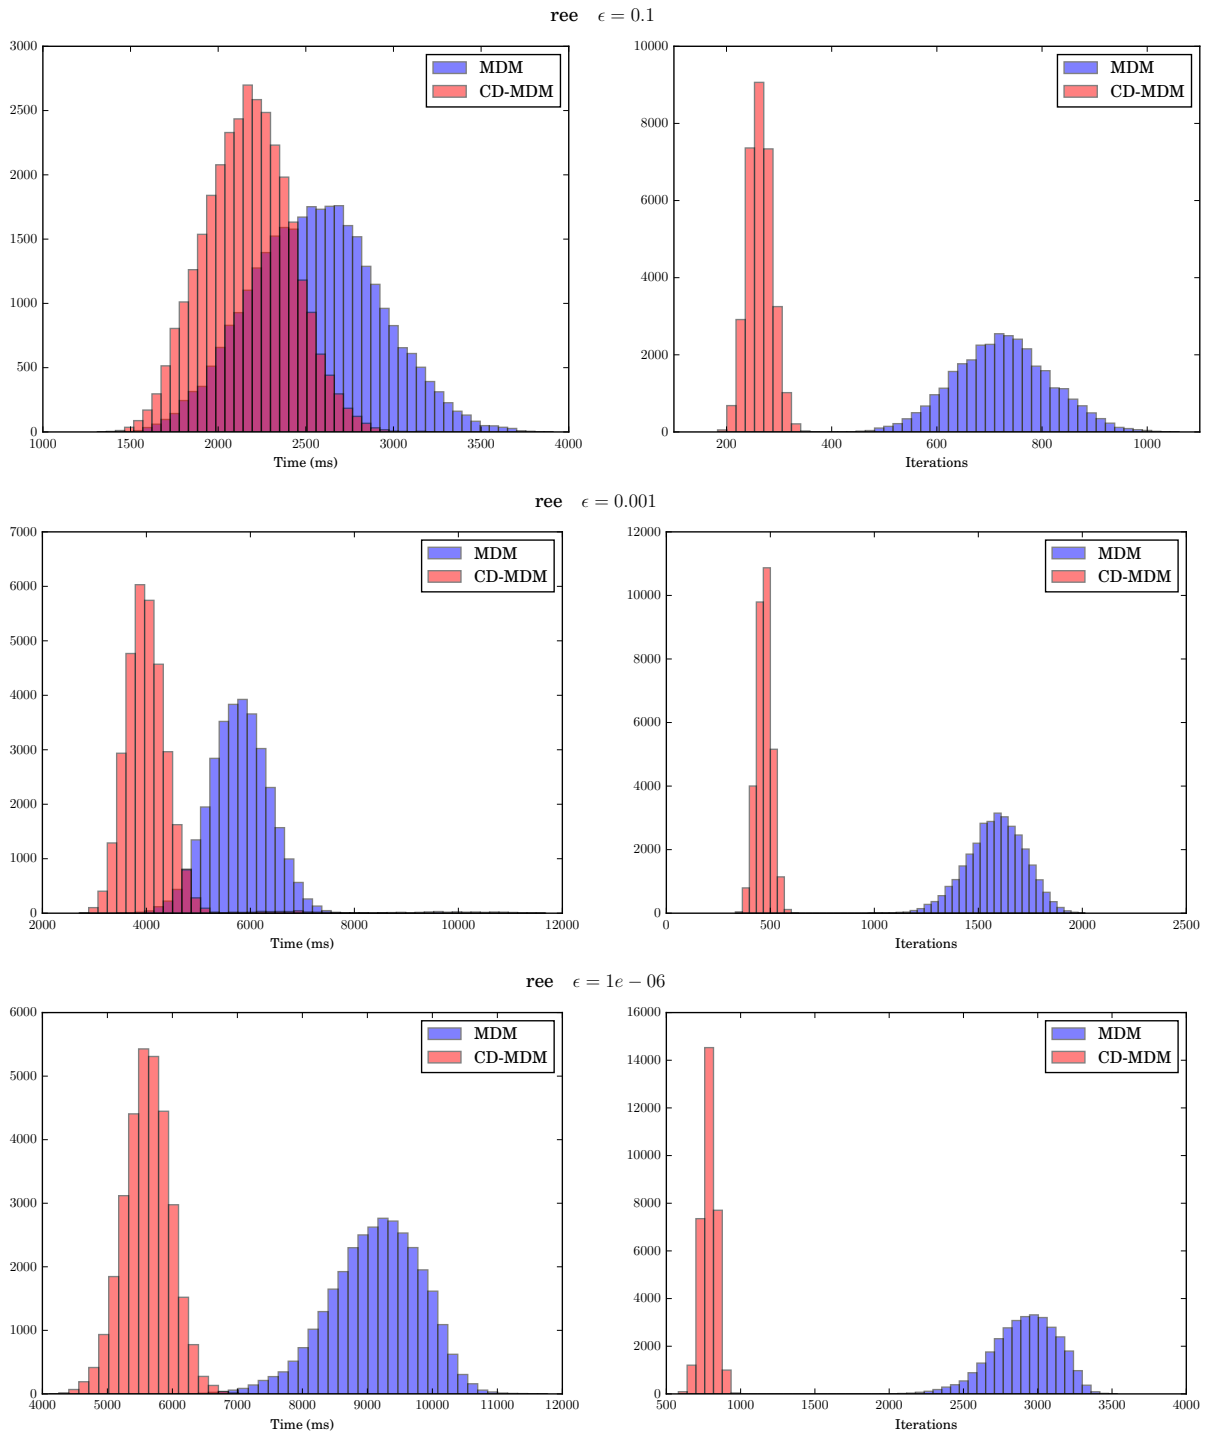 ree ϵ = 0.1
3000
2500
2000
1500
1000
500
0
MDM
CD-MDM
1000 1500 2000 2500 3000 3500 4000
Time (ms)
10000
8000
6000
4000
2000
0
MDM
CD-MDM
200 400 600 800 1000
Iterations
ree ϵ = 0.001
7000
6000
5000
4000
3000
2000
1000
0
MDM
CD-MDM
2000 4000 6000 8000 10000 12000
Time (ms)
12000
10000
8000
6000
4000
2000
0
MDM
CD-MDM
0 500 1000 1500 2000 2500
Iterations
ree ϵ = 1e − 06
6000
5000
4000
3000
2000
1000
0
MDM
CD-MDM
4000 5000 6000 7000 8000 9000 10000 11000 12000
Time (ms)
16000
14000
12000
10000
8000
6000
4000
2000
0
MDM
CD-MDM
500 1000 1500 2000 2500 3000 3500 4000
Iterations